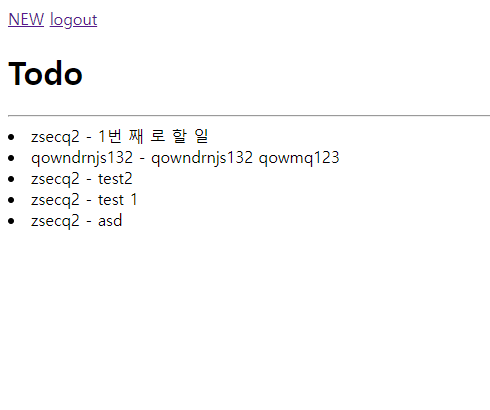 NEW logout
Todo
zsecq2 - 1번 째 로 할 일
qowndrnjs132 - qowndrnjs132 qowmq123
zsecq2 - test2
zsecq2 - test 1
zsecq2 - asd